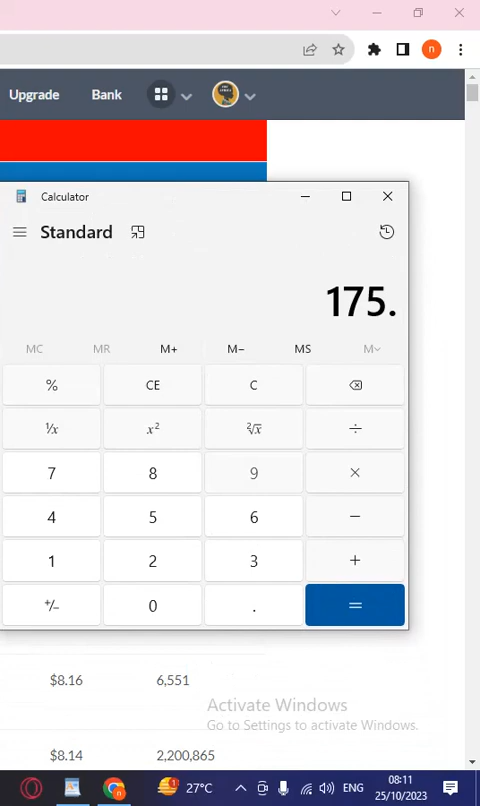 n
Upgrade Bank
Calculator
Standard
175.
MC MR M+ M− MS M˅
% CE C
¹/x x² ²√x ÷
7 8 9 ×
4 5 6 −
1 2 3 +
+/− 0 . =
$8.16 6,551
Activate Windows
Go to Settings to activate Windows.
$8.14 2,200,865
1 27°C ENG 08:11
25/10/2023